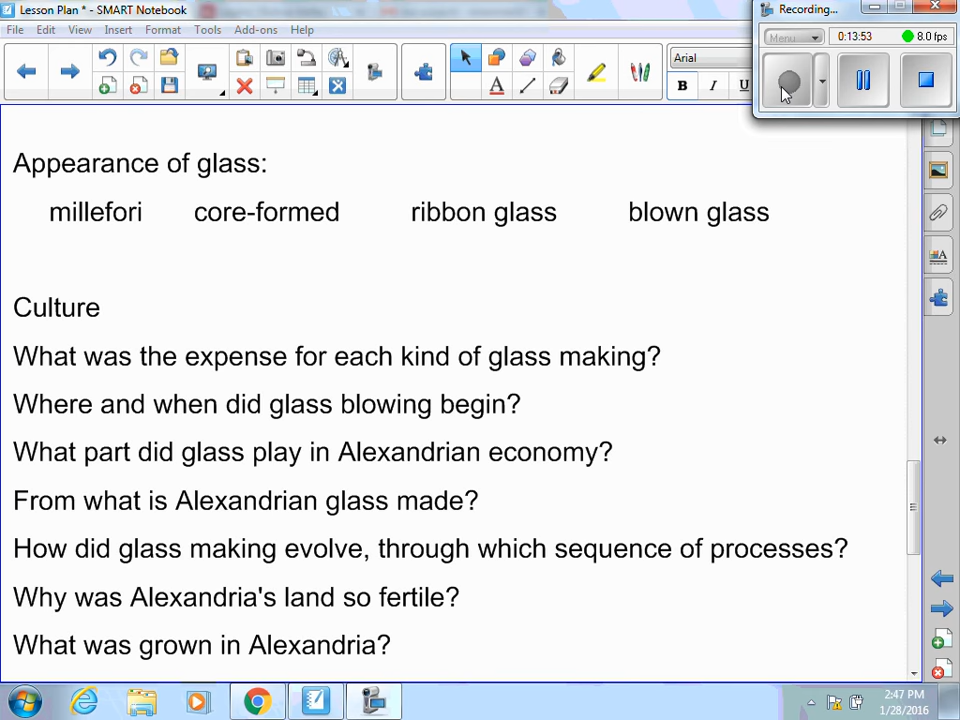 Lesson Plan * - SMART Notebook
Recording...
File Edit View Insert Format Tools Add-ons Help
Menu 0:13:53 8.0 fps
Arial
B I U
Appearance of glass:
millefori core-formed ribbon glass blown glass
Culture
What was the expense for each kind of glass making?
Where and when did glass blowing begin?
What part did glass play in Alexandrian economy?
From what is Alexandrian glass made?
How did glass making evolve, through which sequence of processes?
Why was Alexandria's land so fertile?
What was grown in Alexandria?
2:47 PM
1/28/2016